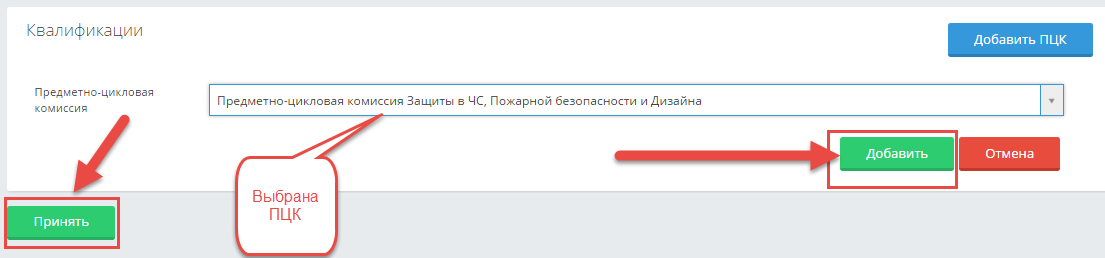 Квалификации
Добавить ПЦК
Предметно-цикловая
комиссия
Предметно-цикловая комиссия Защиты в ЧС, Пожарной безопасности и Дизайна
Добавить
Отмена
Выбрана
ПЦК
Принять